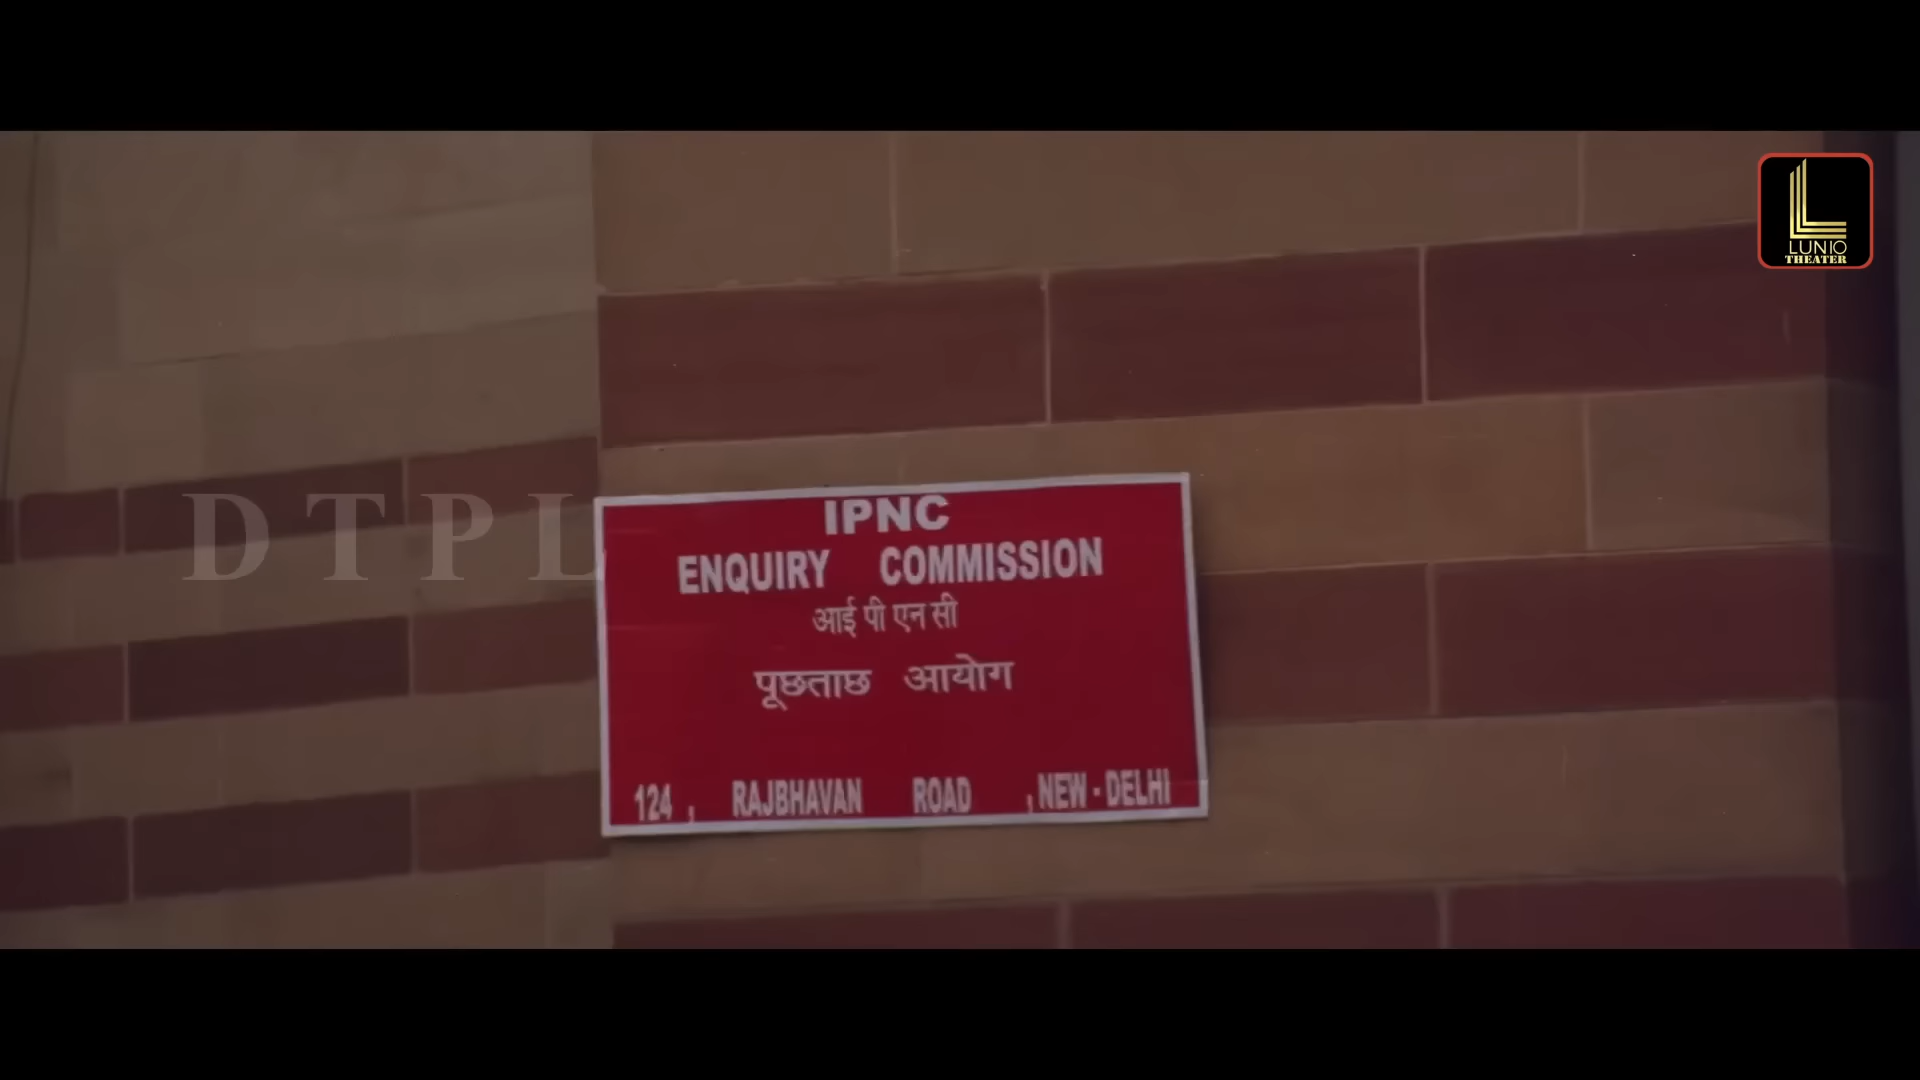 LUNIO
THEATER
DTPL
IPNC
ENQUIRY COMMISSION
आई पी एन सी
पूछताछ आयोग
124 , RAJBHAVAN ROAD , NEW - DELHI